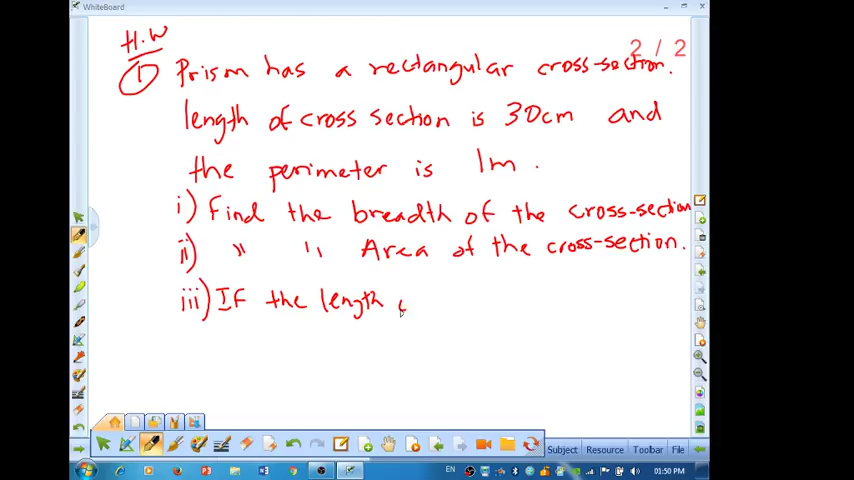 WhiteBoard
H.W
2 / 2
① Prism has a rectangular cross-section.
length of cross section is 30cm and
the perimeter is 1m.
i) Find the breadth of the cross-section
ii) " " Area of the cross-section.
iii) If the length
Subject Resource Toolbar File
EN 01:50 PM